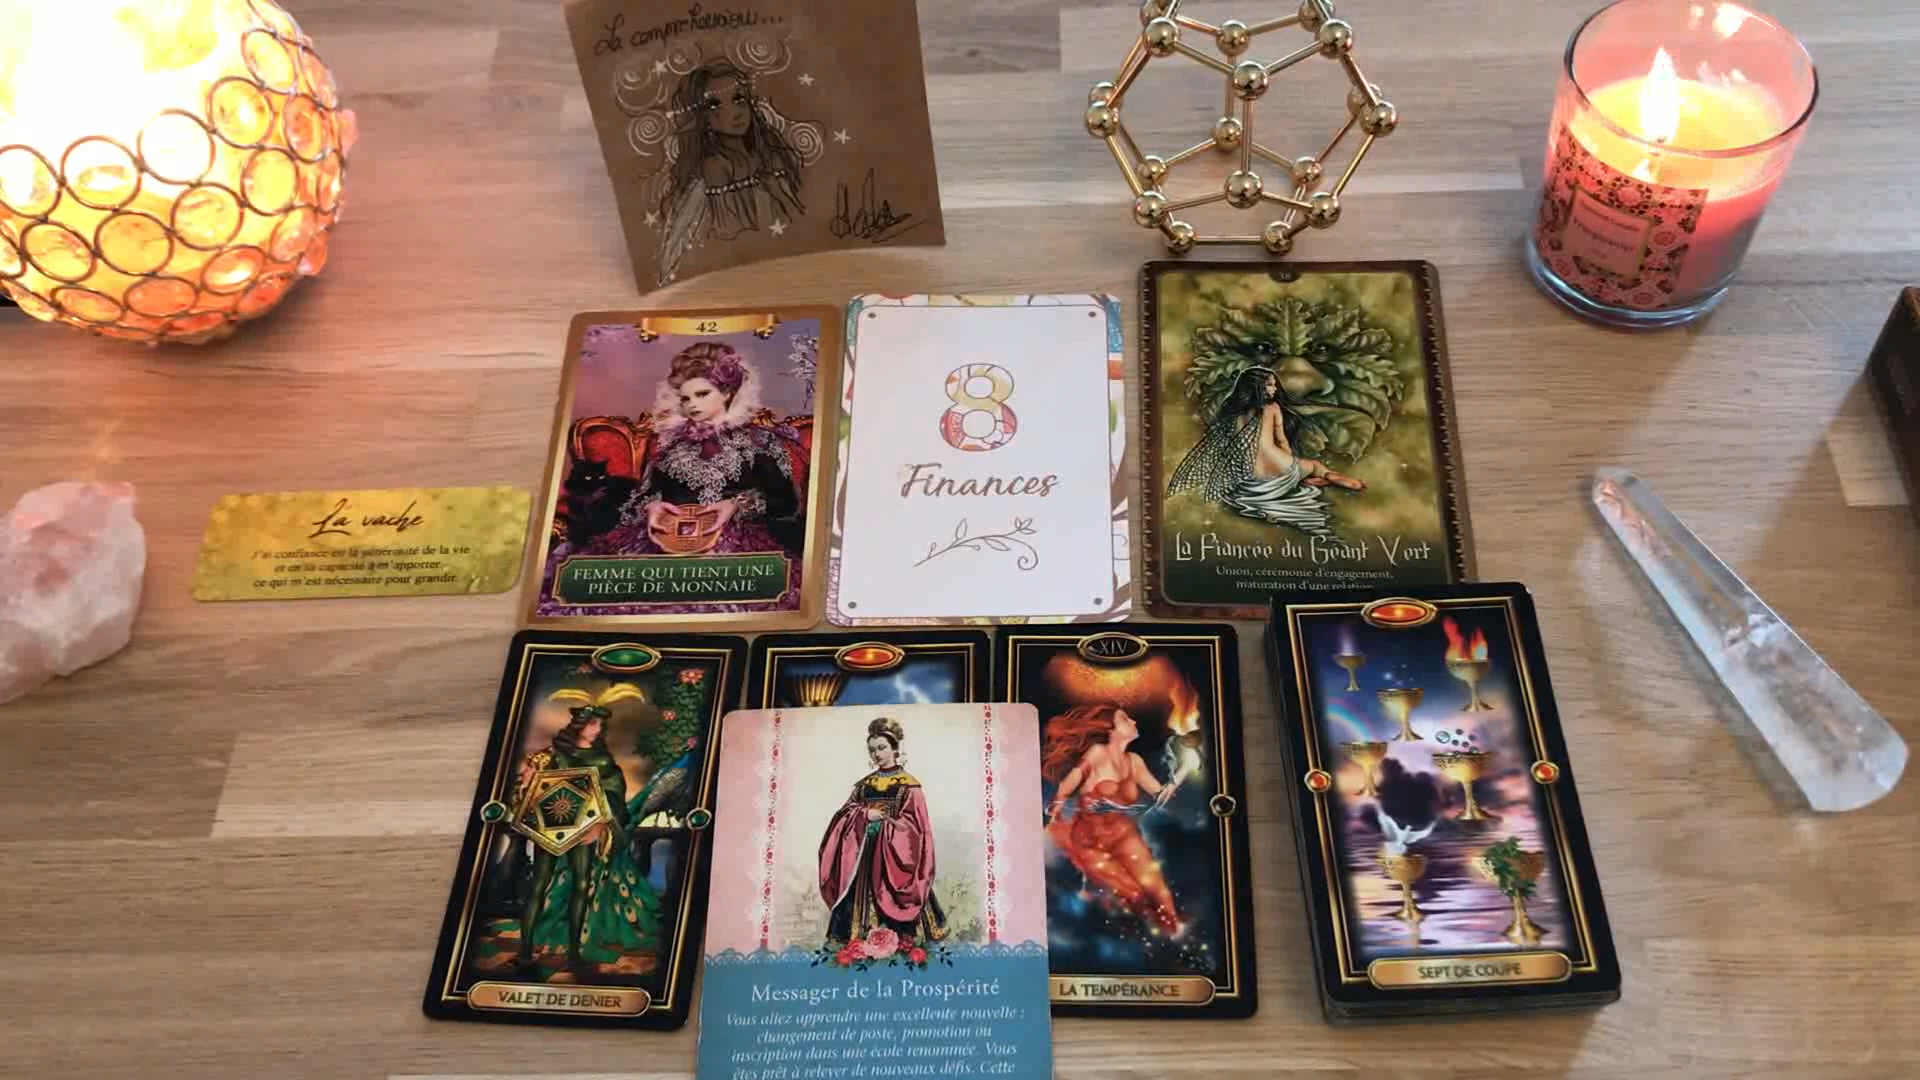 La compréhension...
42
FEMME QUI TIENT UNE
PIÈCE DE MONNAIE
8
Finances
38
La Fiancée du Géant Vert
Union, cérémonie d'engagement,
maturation d'une relation
La vache
J'ai confiance en la générosité de la vie
et en sa capacité à m'apporter
ce qui m'est nécessaire pour grandir.
VALET DE DENIER
Messager de la Prospérité
Vous allez apprendre une excellente nouvelle :
changement de poste, promotion ou
inscription dans une école renommée. Vous
êtes prêt à relever de nouveaux défis. Cette
XIV
LA TEMPÉRANCE
SEPT DE COUPE